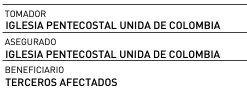 TOMADOR
IGLESIA PENTECOSTAL UNIDA DE COLOMBIA
ASEGURADO
IGLESIA PENTECOSTAL UNIDA DE COLOMBIA
BENEFICIARIO
TERCEROS AFECTADOS